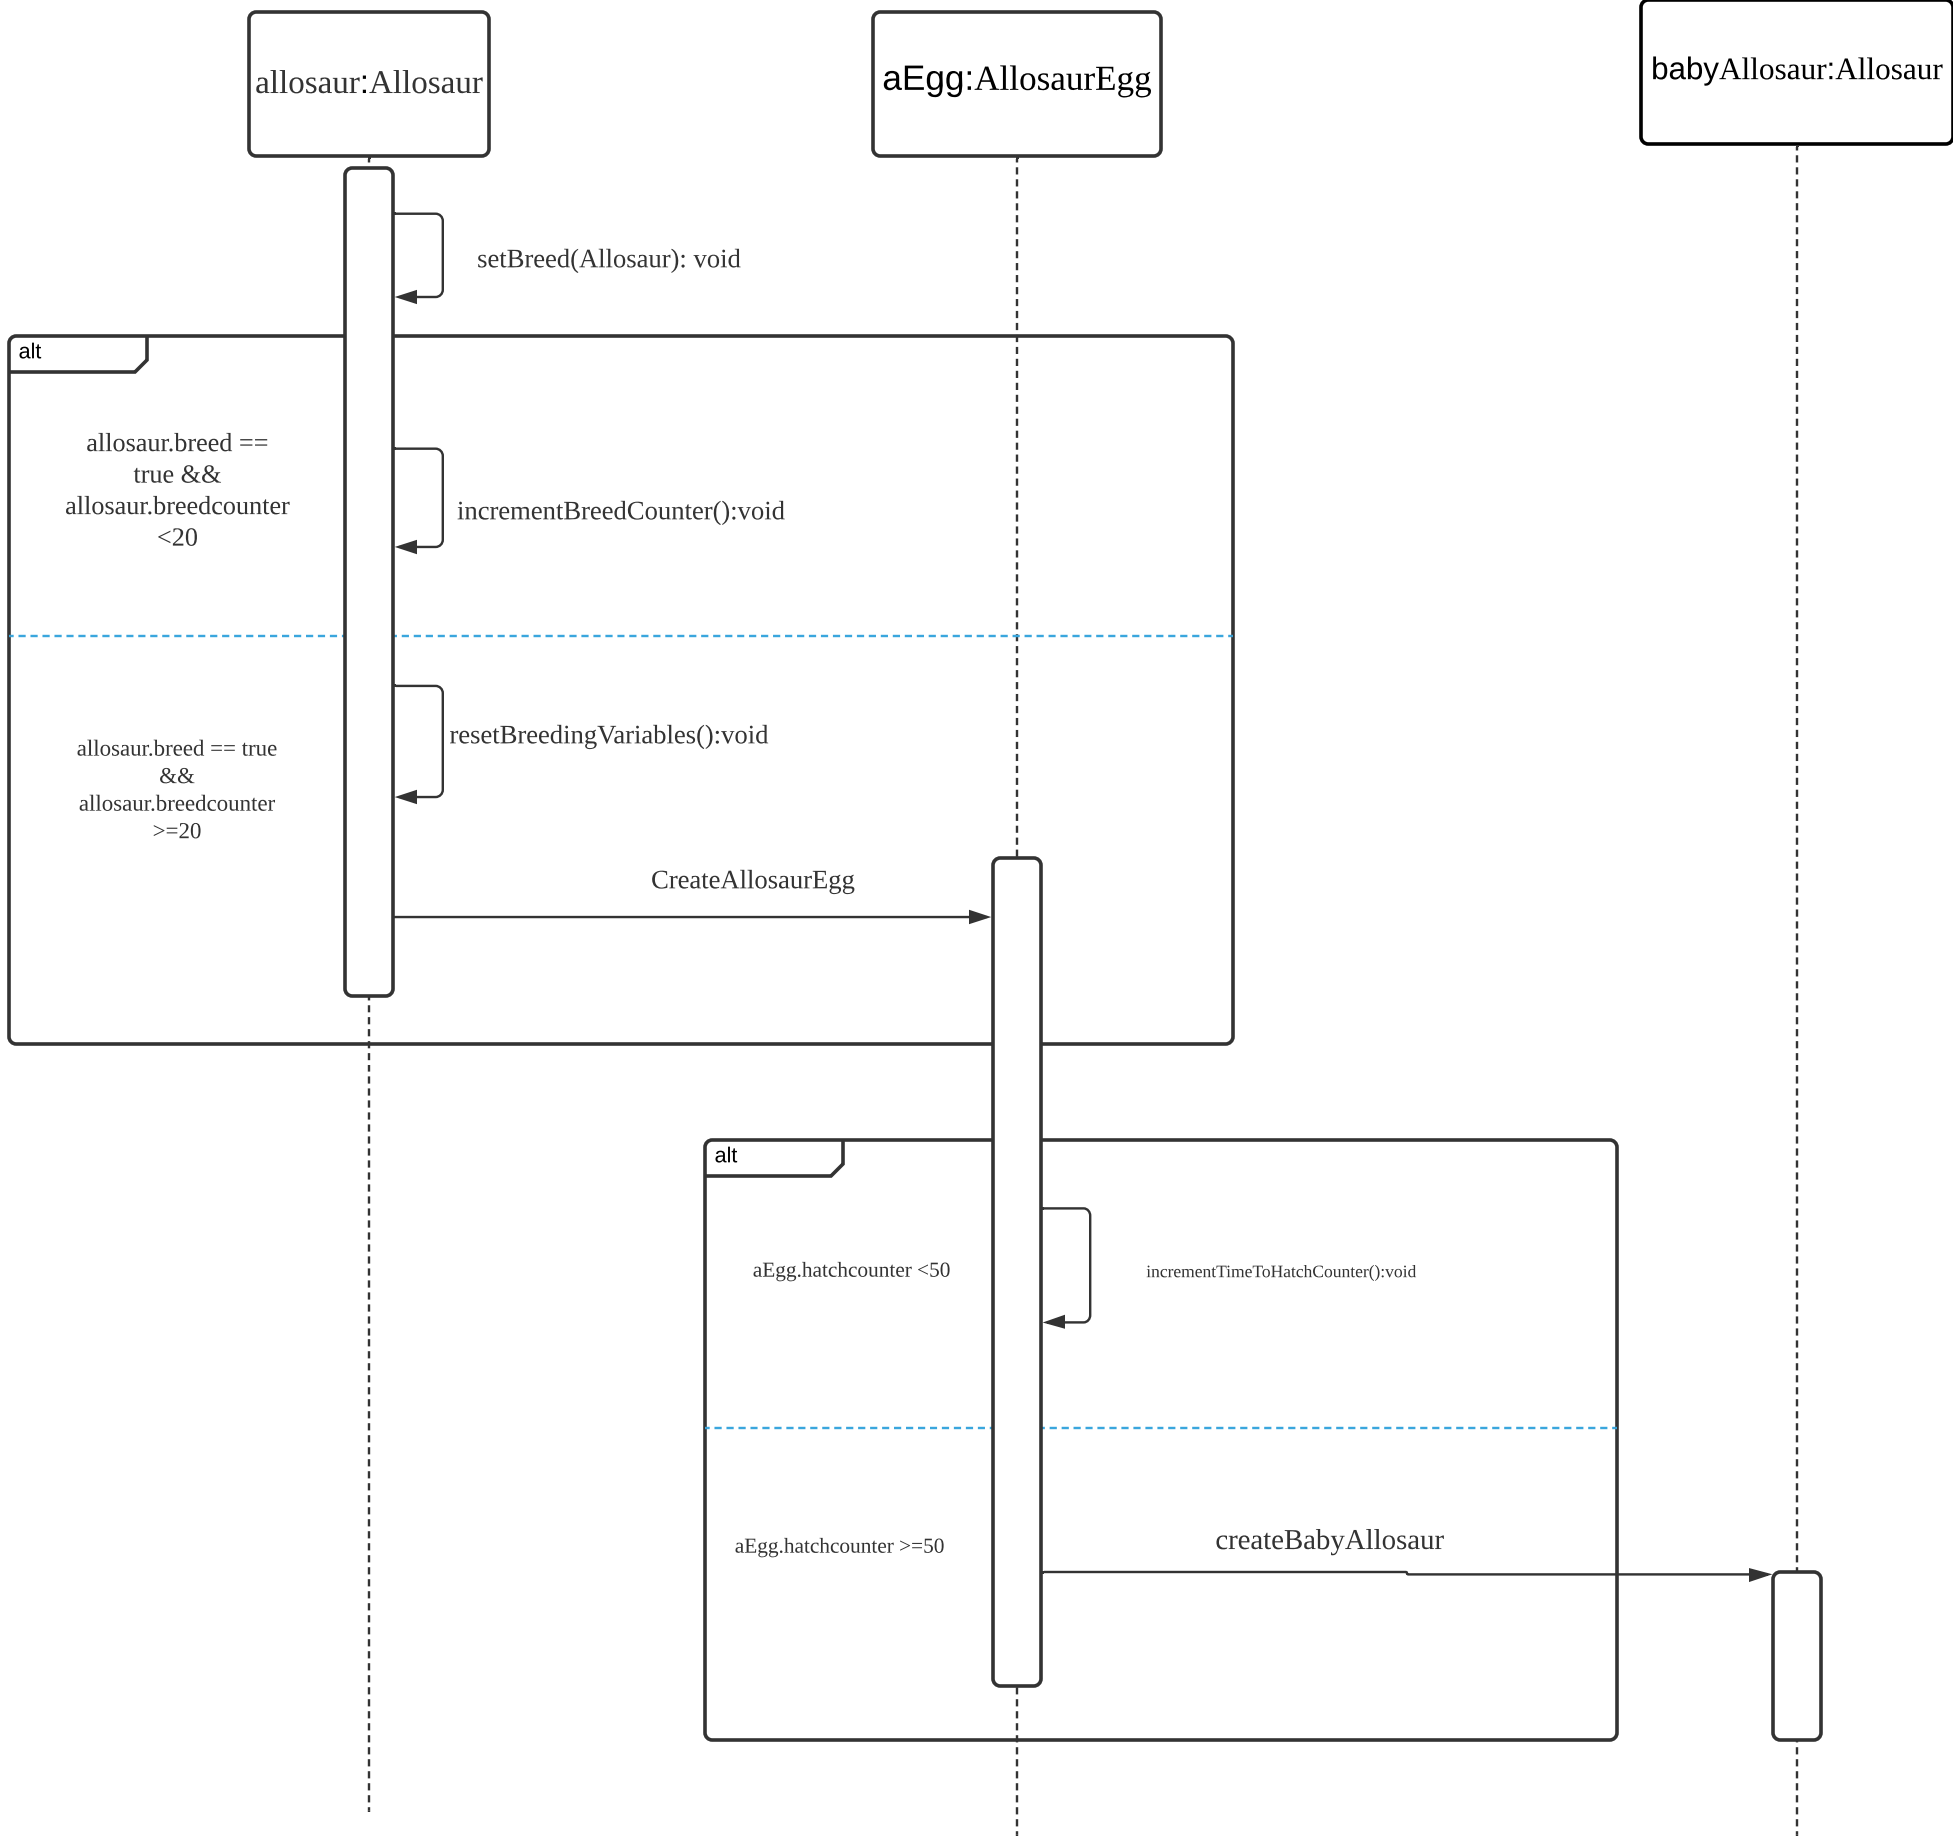 allosaur:Allosaur
aEgg:AllosaurEgg
babyAllosaur:Allosaur
setBreed(Allosaur): void
alt
allosaur.breed ==
true &&
allosaur.breedcounter
<20
incrementBreedCounter():void
resetBreedingVariables():void
allosaur.breed == true
&&
allosaur.breedcounter
>=20
CreateAllosaurEgg
alt
aEgg.hatchcounter <50
incrementTimeToHatchCounter():void
createBabyAllosaur
aEgg.hatchcounter >=50